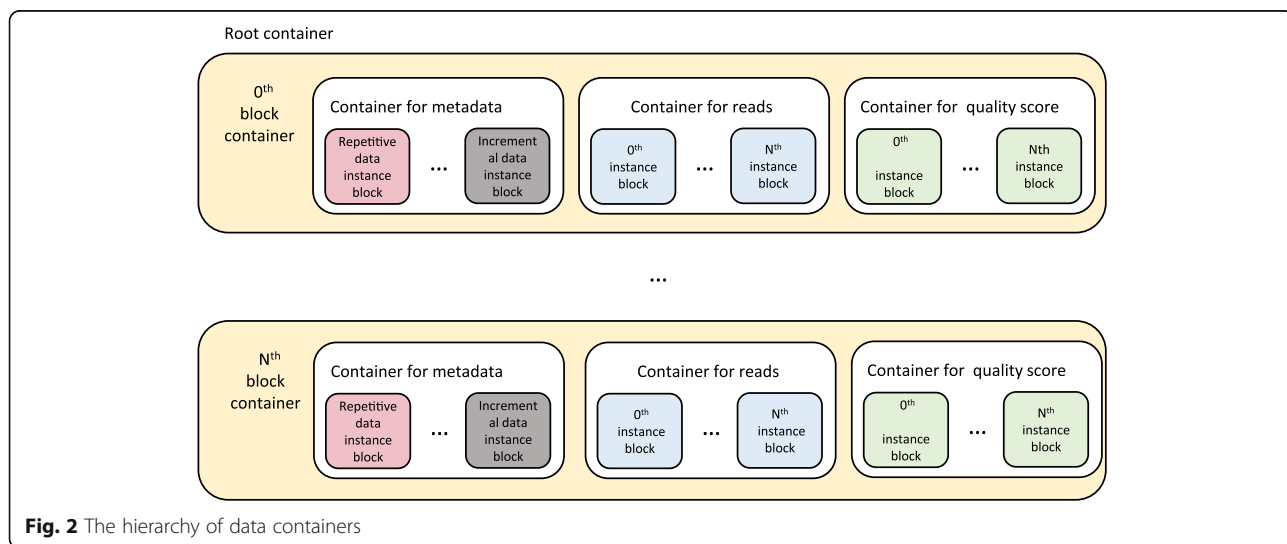 Root container
0th
block
container
Container for metadata
Repetitive
data
instance
block
...
Increment
al data
instance
block
Container for reads
0th
instance
block
...
Nth
instance
block
Container for quality score
0th
instance
block
...
Nth
instance
block
...
Nth
block
container
Container for metadata
Repetitive
data
instance
block
...
Increment
al data
instance
block
Container for reads
0th
instance
block
...
Nth
instance
block
Container for quality score
0th
instance
block
...
Nth
instance
block
Fig. 2 The hierarchy of data containers